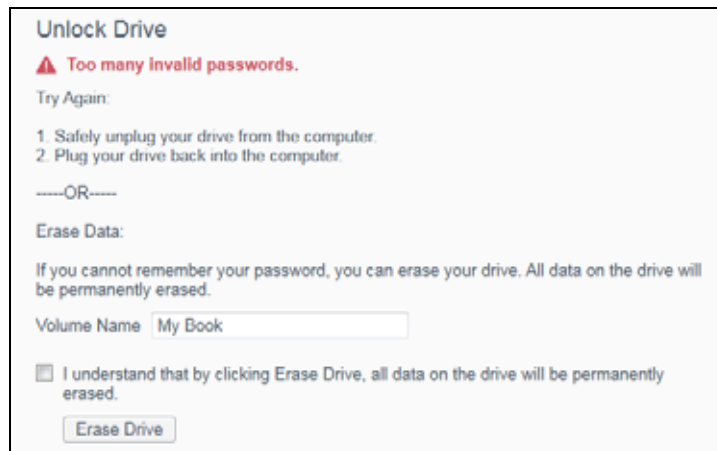 Unlock Drive
Too many invalid passwords.
Try Again:
1. Safely unplug your drive from the computer.
2. Plug your drive back into the computer.
-----OR-----
Erase Data:
If you cannot remember your password, you can erase your drive. All data on the drive will
be permanently erased.
Volume Name My Book
I understand that by clicking Erase Drive, all data on the drive will be permanently
erased.
Erase Drive